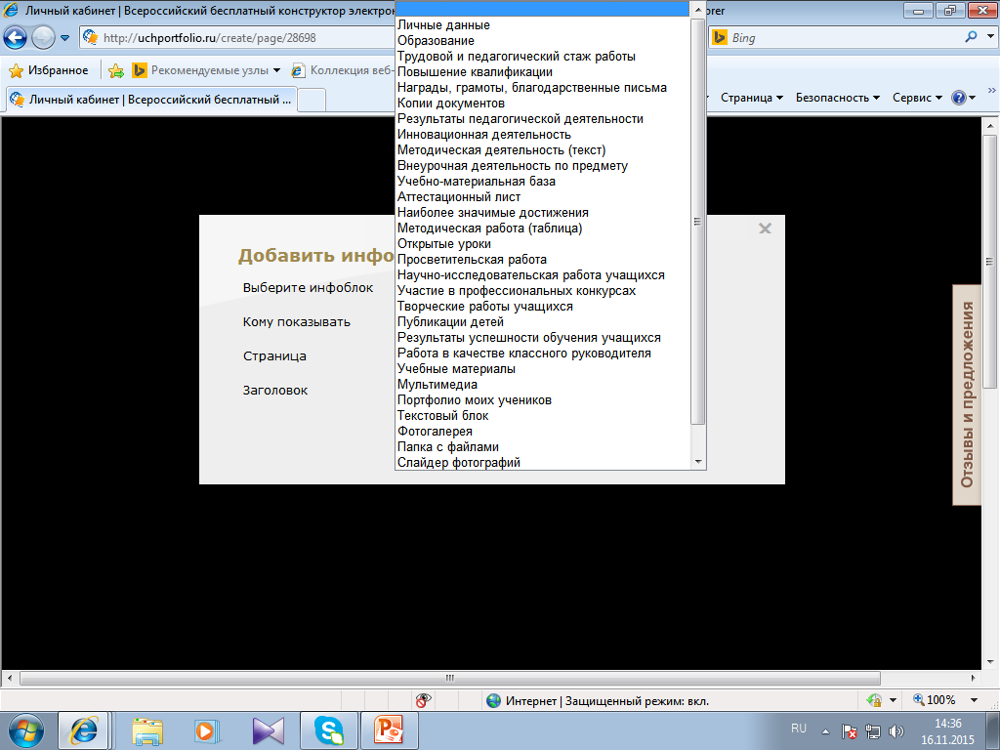 Личный кабинет | Всероссийский бесплатный конструктор электро
orer
http://uchportfolio.ru/create/page/28698
Bing
Избранное
Рекомендуемые узлы
Коллекция веб-
Личный кабинет | Всероссийский бесплатный ...
Страница
Безопасность
Сервис
Личные данные
Образование
Трудовой и педагогический стаж работы
Повышение квалификации
Награды, грамоты, благодарственные письма
Копии документов
Результаты педагогической деятельности
Инновационная деятельность
Методическая деятельность (текст)
Внеурочная деятельность по предмету
Учебно-материальная база
Аттестационный лист
Наиболее значимые достижения
Методическая работа (таблица)
Открытые уроки
Просветительская работа
Научно-исследовательская работа учащихся
Участие в профессиональных конкурсах
Творческие работы учащихся
Публикации детей
Результаты успешности обучения учащихся
Работа в качестве классного руководителя
Учебные материалы
Мультимедиа
Портфолио моих учеников
Текстовый блок
Фотогалерея
Папка с файлами
Слайдер фотографий
Добавить инфо
Выберите инфоблок
Кому показывать
Страница
Заголовок
Отзывы и предложения
Интернет | Защищенный режим: вкл.
100%
RU
14:36
16.11.2015